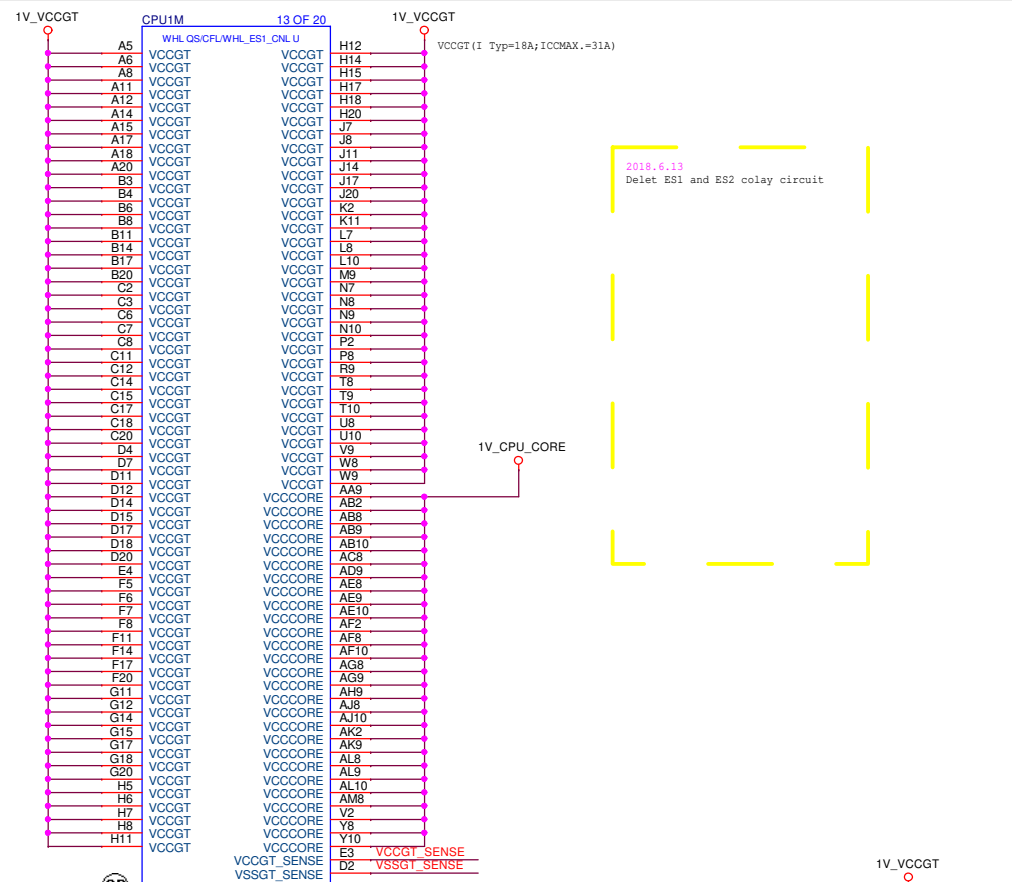 1V_VCCGT CPU1M 13 OF 20 1V_VCCGT
WHL QS/CFL/WHL_ES1_CNL U
VCCGT(I Typ=18A;ICCMAX.=31A)
A5 VCCGT VCCGT H12
A6 VCCGT VCCGT H14
A8 VCCGT VCCGT H15
A11 VCCGT VCCGT H17
A12 VCCGT VCCGT H18
A14 VCCGT VCCGT H20
A15 VCCGT VCCGT J7
A17 VCCGT VCCGT J8
A18 VCCGT VCCGT J11
A20 VCCGT VCCGT J14
B3 VCCGT VCCGT J17
B4 VCCGT VCCGT J20
B6 VCCGT VCCGT K2
B8 VCCGT VCCGT K11
B11 VCCGT VCCGT L7
B14 VCCGT VCCGT L8
B17 VCCGT VCCGT L10
B20 VCCGT VCCGT M9
C2 VCCGT VCCGT N7
C3 VCCGT VCCGT N8
C6 VCCGT VCCGT N9
C7 VCCGT VCCGT N10
C8 VCCGT VCCGT P2
C11 VCCGT VCCGT P8
C12 VCCGT VCCGT R9
C14 VCCGT VCCGT T8
C15 VCCGT VCCGT T9
C17 VCCGT VCCGT T10
C18 VCCGT VCCGT U8
C20 VCCGT VCCGT U10
D4 VCCGT VCCGT V9
D7 VCCGT VCCGT W8
D11 VCCGT VCCGT W9
D12 VCCGT VCCCORE AA9
D14 VCCGT VCCCORE AB2
D15 VCCGT VCCCORE AB8
D17 VCCGT VCCCORE AB9
D18 VCCGT VCCCORE AB10
D20 VCCGT VCCCORE AC8
E4 VCCGT VCCCORE AD9
F5 VCCGT VCCCORE AE8
F6 VCCGT VCCCORE AE9
F7 VCCGT VCCCORE AE10
F8 VCCGT VCCCORE AF2
F11 VCCGT VCCCORE AF8
F14 VCCGT VCCCORE AF10
F17 VCCGT VCCCORE AG8
F20 VCCGT VCCCORE AG9
G11 VCCGT VCCCORE AH9
G12 VCCGT VCCCORE AJ8
G14 VCCGT VCCCORE AJ10
G15 VCCGT VCCCORE AK2
G17 VCCGT VCCCORE AK9
G18 VCCGT VCCCORE AL8
G20 VCCGT VCCCORE AL9
H5 VCCGT VCCCORE AL10
H6 VCCGT VCCCORE AM8
H7 VCCGT VCCCORE V2
H8 VCCGT VCCCORE Y8
H11 VCCGT VCCCORE Y10
VCCGT_SENSE E3 VCCGT_SENSE
VSSGT_SENSE D2 VSSGT_SENSE
1V_CPU_CORE
2018.6.13
Delet ES1 and ES2 colay circuit
1V_VCCGT